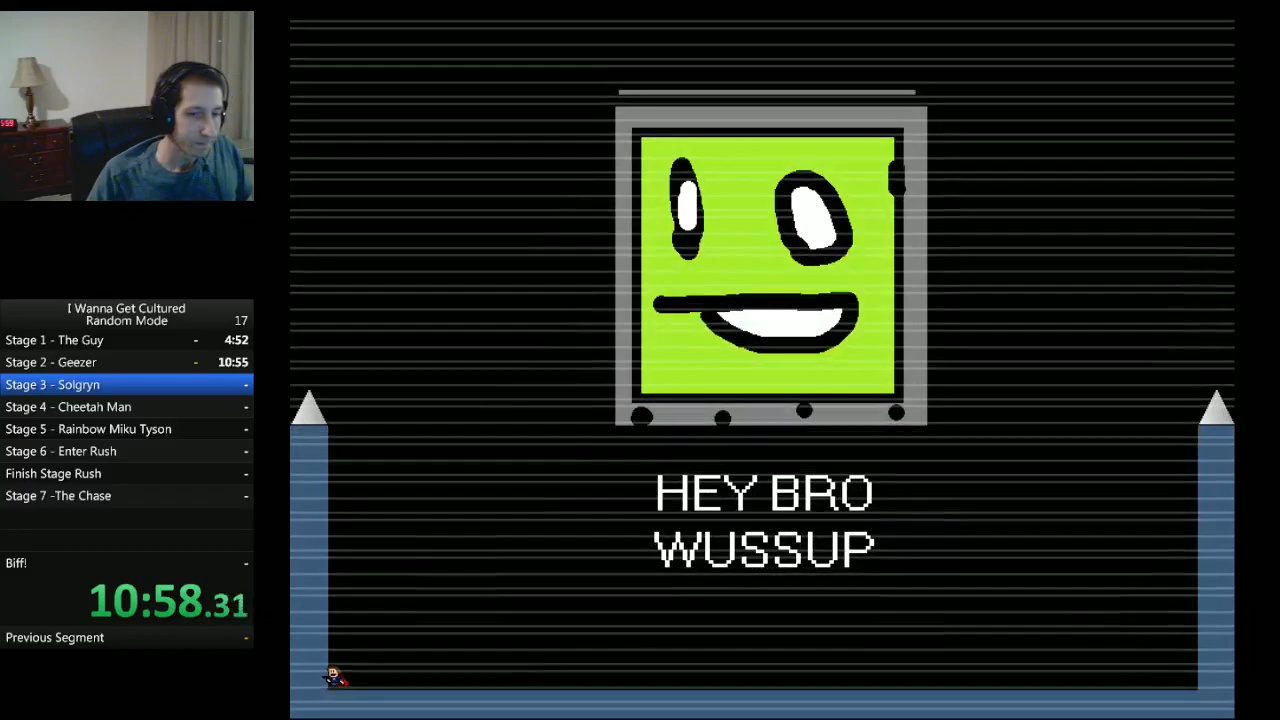 I Wanna Get Cultured
Random Mode 17
Stage 1 - The Guy - 4:52
Stage 2 - Geezer - 10:55
Stage 3 - Solgryn -
Stage 4 - Cheetah Man -
Stage 5 - Rainbow Miku Tyson -
Stage 6 - Enter Rush -
Finish Stage Rush -
Stage 7 -The Chase -
Biff! -
10:58.31
Previous Segment -
HEY BRO
WUSSUP